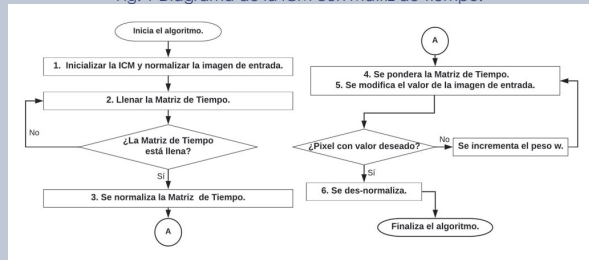 Inicia el algoritmo.
1. Inicializar la ICM y normalizar la imagen de entrada.
2. Llenar la Matriz de Tiempo.
No
¿La Matriz de Tiempo
está llena?
Sí
3. Se normaliza la Matriz de Tiempo.
A
A
4. Se pondera la Matriz de Tiempo.
5. Se modifica el valor de la imagen de entrada.
¿Pixel con valor deseado?
No
Se incrementa el peso w.
Sí
6. Se des-normaliza.
Finaliza el algoritmo.